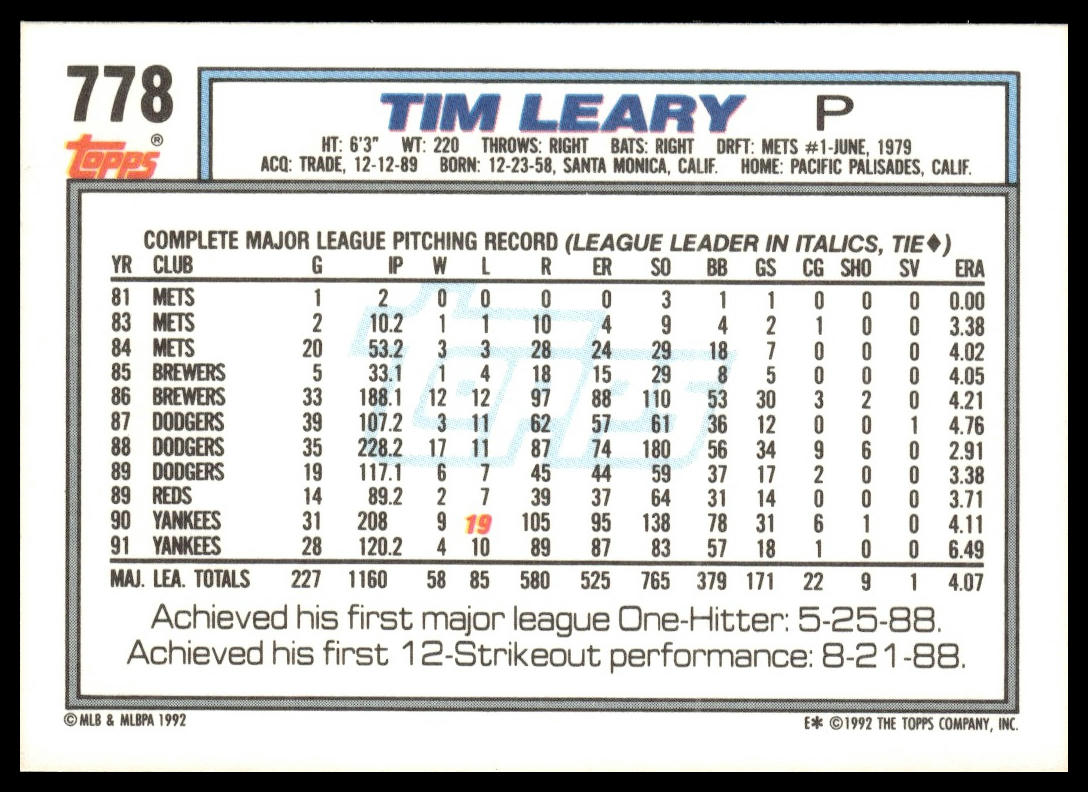 778
topps®
TIM LEARY P
HT: 6'3" WT: 220 THROWS: RIGHT BATS: RIGHT DRFT: METS #1-JUNE, 1979
ACQ: TRADE, 12-12-89 BORN: 12-23-58, SANTA MONICA, CALIF. HOME: PACIFIC PALISADES, CALIF.
COMPLETE MAJOR LEAGUE PITCHING RECORD (LEAGUE LEADER IN ITALICS, TIE♦)
YR CLUB G IP W L R ER SO BB GS CG SHO SV ERA
81 METS 1 2 0 0 0 0 3 1 1 0 0 0 0.00
83 METS 2 10.2 1 1 10 4 9 4 2 1 0 0 3.38
84 METS 20 53.2 3 3 28 24 29 18 7 0 0 0 4.02
85 BREWERS 5 33.1 1 4 18 15 29 8 5 0 0 0 4.05
86 BREWERS 33 188.1 12 12 97 88 110 53 30 3 2 0 4.21
87 DODGERS 39 107.2 3 11 62 57 61 36 12 0 0 1 4.76
88 DODGERS 35 228.2 17 11 87 74 180 56 34 9 6 0 2.91
89 DODGERS 19 117.1 6 7 45 44 59 37 17 2 0 0 3.38
89 REDS 14 89.2 2 7 39 37 64 31 14 0 0 0 3.71
90 YANKEES 31 208 9 19 105 95 138 78 31 6 1 0 4.11
91 YANKEES 28 120.2 4 10 89 87 83 57 18 1 0 0 6.49
MAJ. LEA. TOTALS 227 1160 58 85 580 525 765 379 171 22 9 1 4.07
Achieved his first major league One-Hitter: 5-25-88.
Achieved his first 12-Strikeout performance: 8-21-88.
topps
© MLB & MLBPA 1992
E* ©1992 THE TOPPS COMPANY, INC.